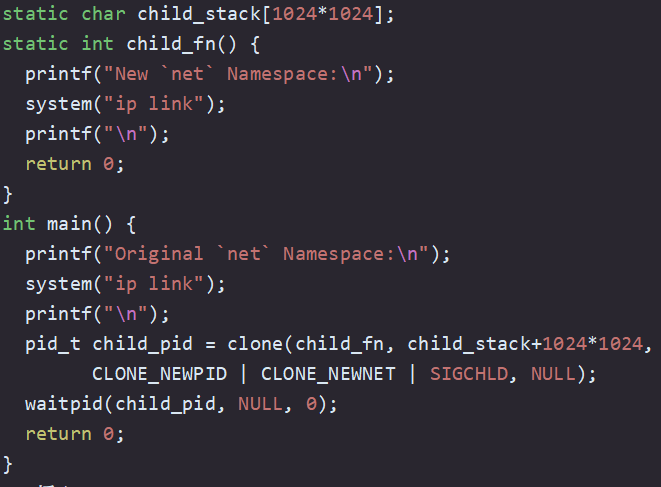 static char child_stack[1024*1024];
static int child_fn() {
  printf("New `net` Namespace:\n");
  system("ip link");
  printf("\n");
  return 0;
}
int main() {
  printf("Original `net` Namespace:\n");
  system("ip link");
  printf("\n");
  pid_t child_pid = clone(child_fn, child_stack+1024*1024,
        CLONE_NEWPID | CLONE_NEWNET | SIGCHLD, NULL);
  waitpid(child_pid, NULL, 0);
  return 0;
}